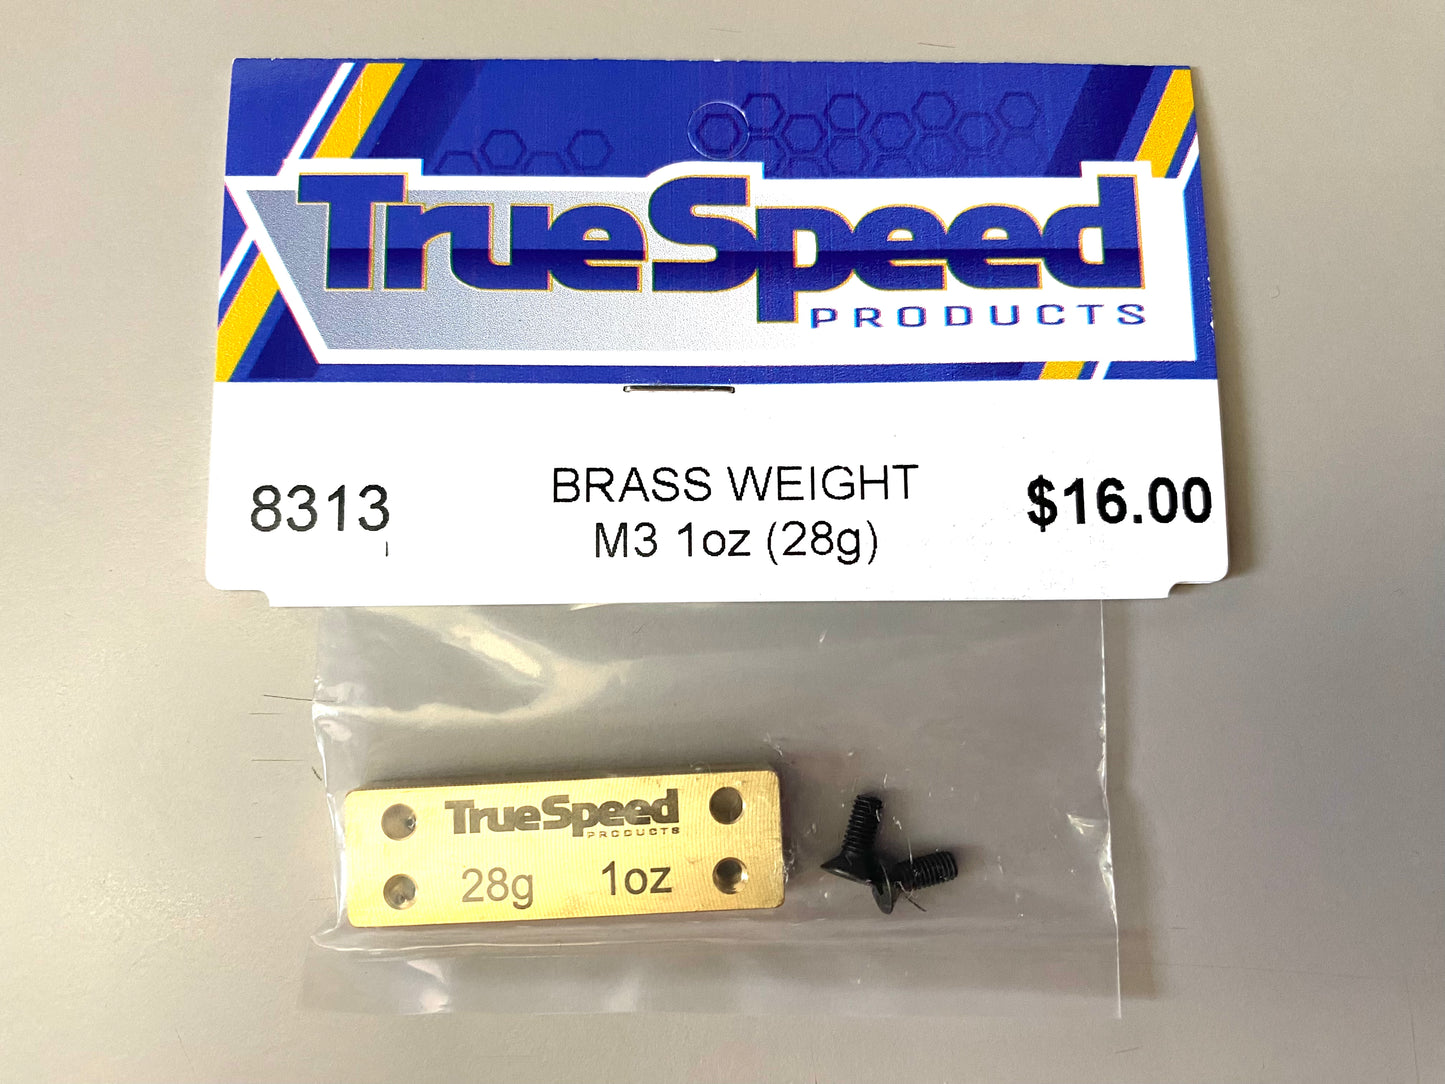 TrueSpeed
PRODUCTS
8313
BRASS WEIGHT
M3 1oz (28g)
$16.00
TrueSpeed
PRODUCTS
28g 1oz